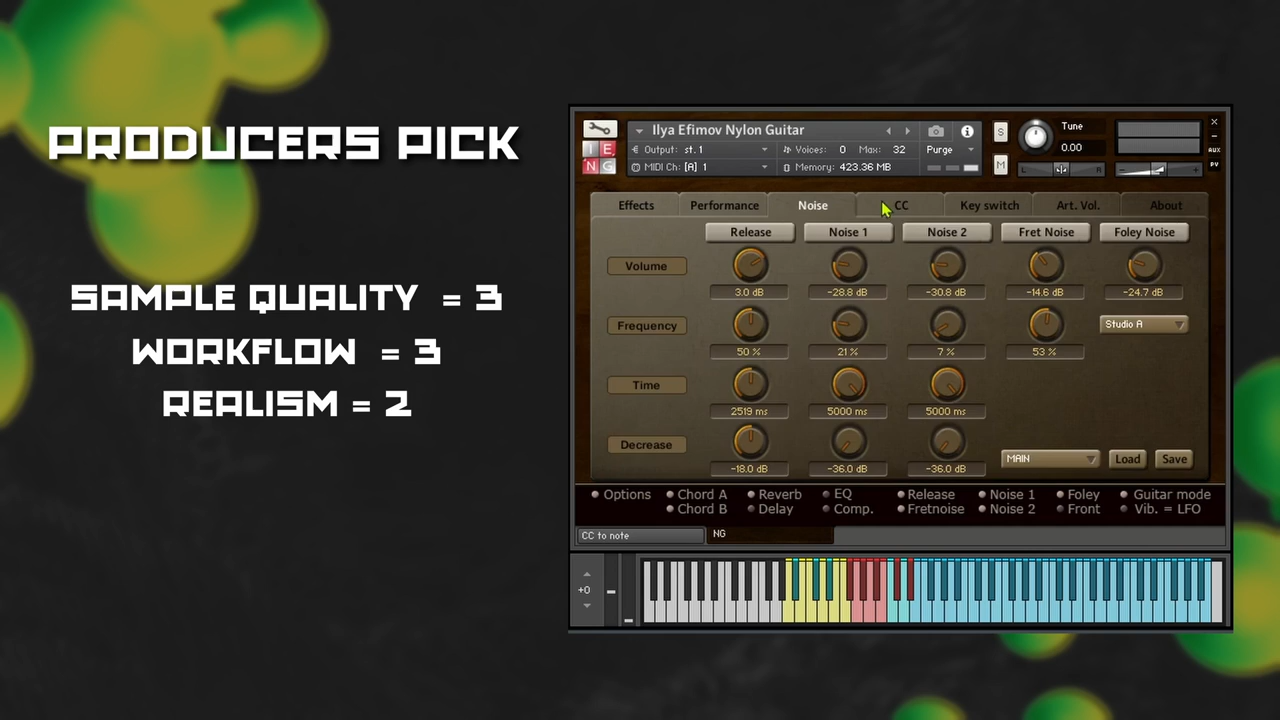 PRODUCERS PICK
SAMPLE QUALITY = 3
WORKFLOW = 3
REALISM = 2
Ilya Efimov Nylon Guitar
Output: st. 1 Voices: 0 Max: 32 Purge
MIDI Ch: [A] 1 Memory: 423.36 MB
I E N G
S
M
Tune
0.00
L R
- +
×
-
AUX
PV
Effects Performance Noise CC Key switch Art. Vol. About
Release Noise 1 Noise 2 Fret Noise Foley Noise
Volume
3.0 dB -28.8 dB -30.8 dB -14.6 dB -24.7 dB
Frequency Studio A
50 % 21 % 7 % 53 %
Time
2519 ms 5000 ms 5000 ms
Decrease MAIN Load Save
-18.0 dB -36.0 dB -36.0 dB
Options Chord A Reverb EQ Release Noise 1 Foley Guitar mode
Chord B Delay Comp. Fretnoise Noise 2 Front Vib. = LFO
CC to note NG
+0